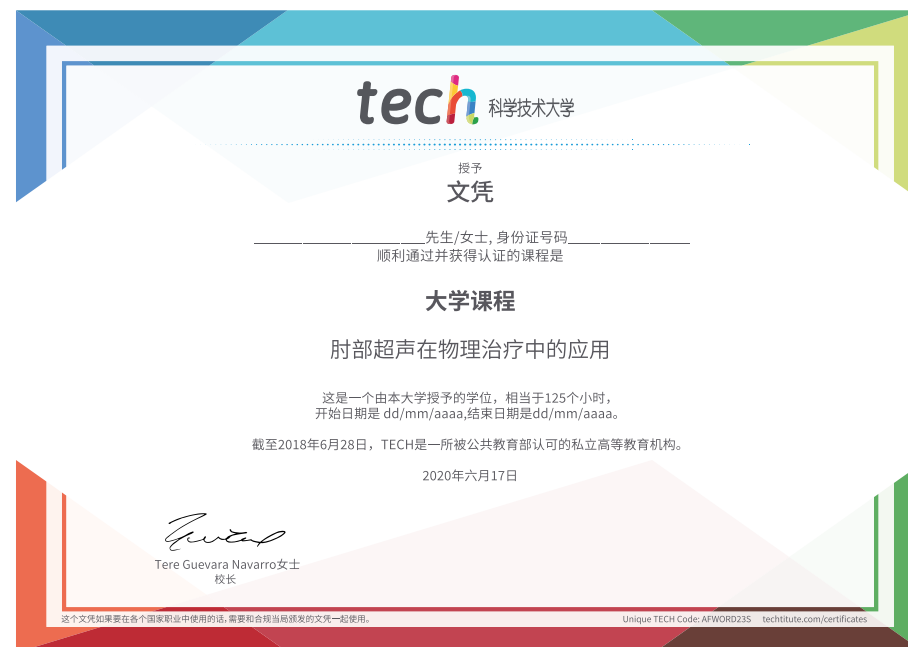 tech 科学技术大学
授予
文凭
先生/女士, 身份证号码
顺利通过并获得认证的课程是
大学课程
肘部超声在物理治疗中的应用
这是一个由本大学授予的学位，相当于125个小时，
开始日期是 dd/mm/aaaa,结束日期是dd/mm/aaaa。
截至2018年6月28日，TECH是一所被公共教育部认可的私立高等教育机构。
2020年六月17日
Tere Guevara Navarro女士
校长
这个文凭如果要在各个国家职业中使用的话，需要和合规当局颁发的文凭一起使用。
Unique TECH Code: AFWORD23S techtitute.com/certificates